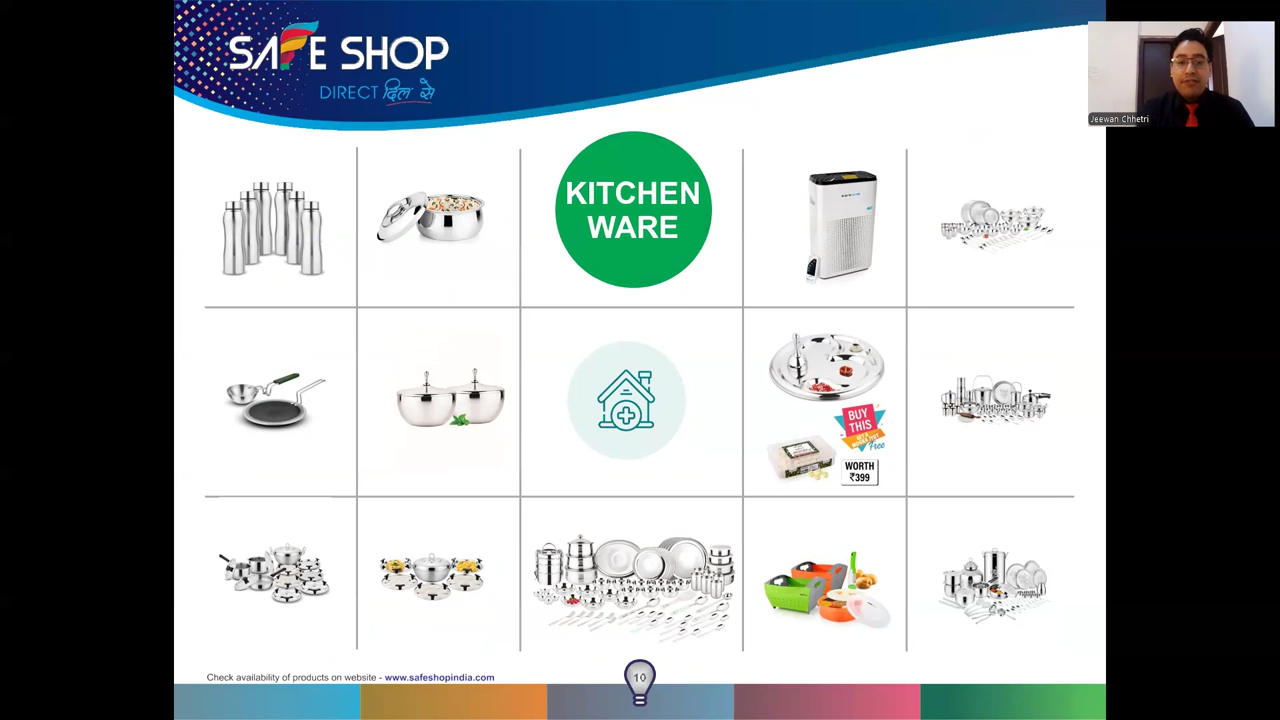 SAFE SHOP
DIRECT दिल से
Jeewan Chhetri
KITCHEN
WARE
BUY
THIS
Free
WORTH
₹399
Check availability of products on website - www.safeshopindia.com
10